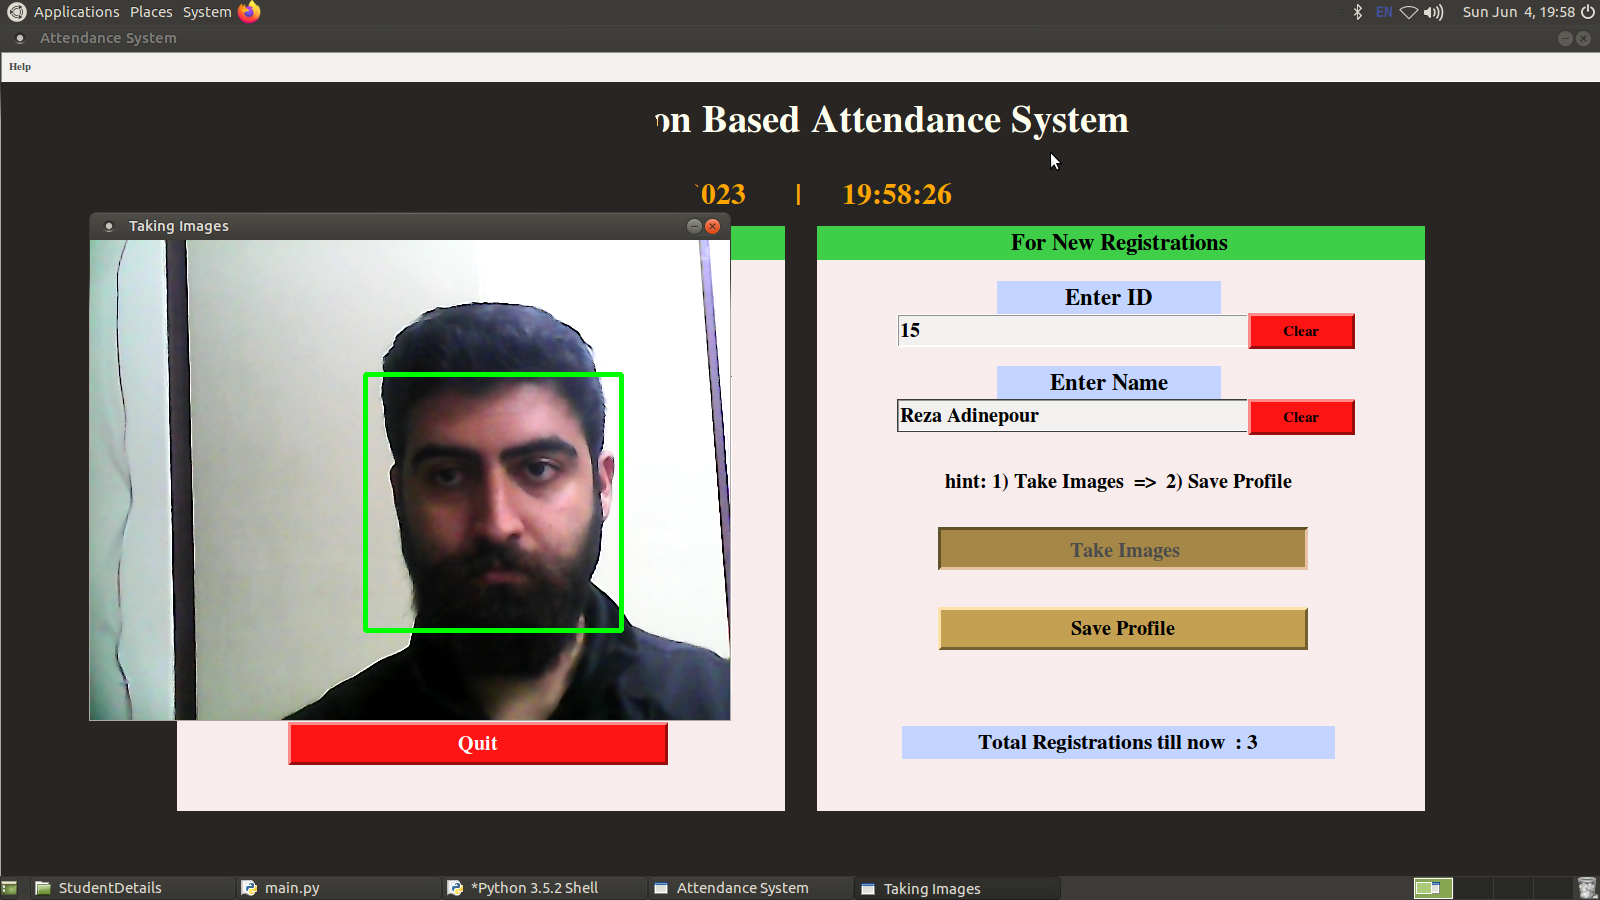 Applications Places System
EN
Sun Jun 4, 19:58
Attendance System
Help
on Based Attendance System
023 | 19:58:26
Taking Images
For New Registrations
Enter ID
15 Clear
Enter Name
Reza Adinepour Clear
hint: 1) Take Images => 2) Save Profile
Take Images
Save Profile
Total Registrations till now : 3
Quit
StudentDetails
main.py
*Python 3.5.2 Shell
Attendance System
Taking Images